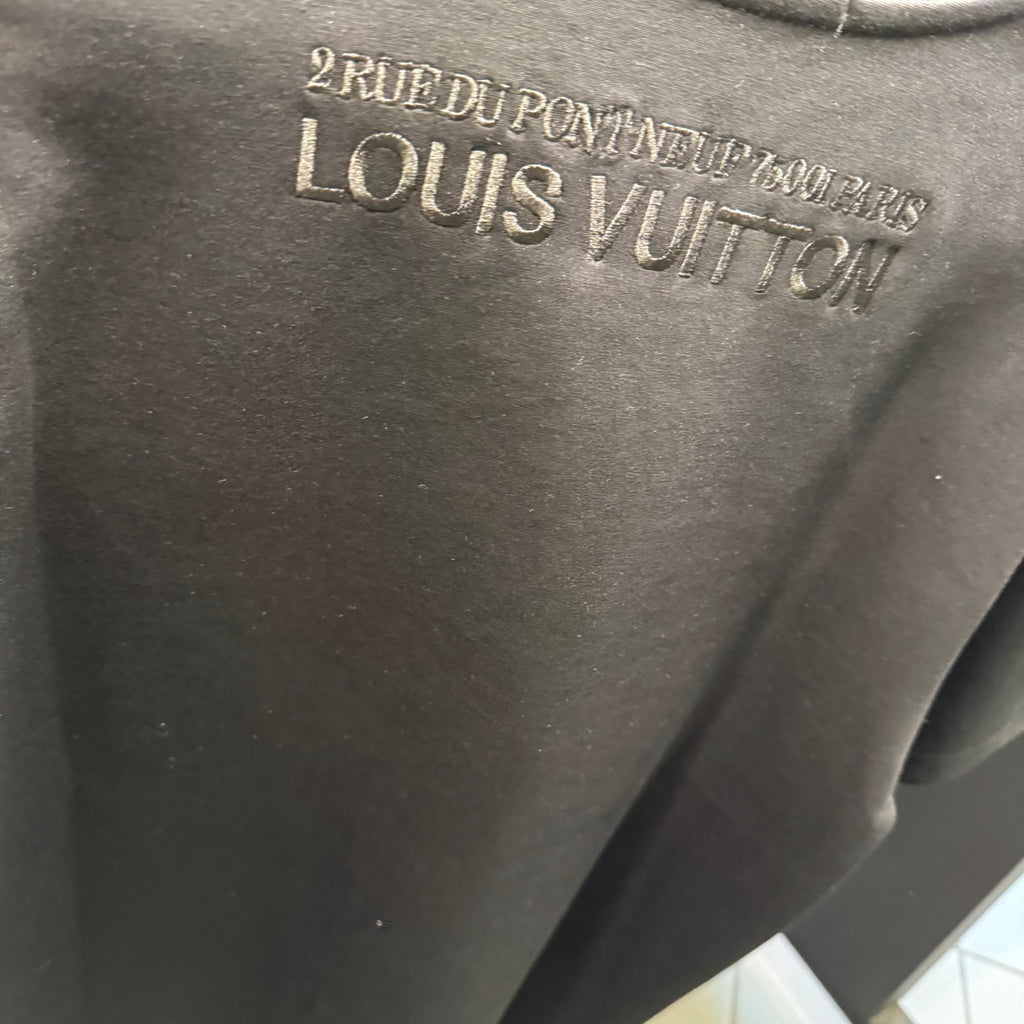 2 RUE DU PONT-NEUF 75001 PARIS
LOUIS VUITTON